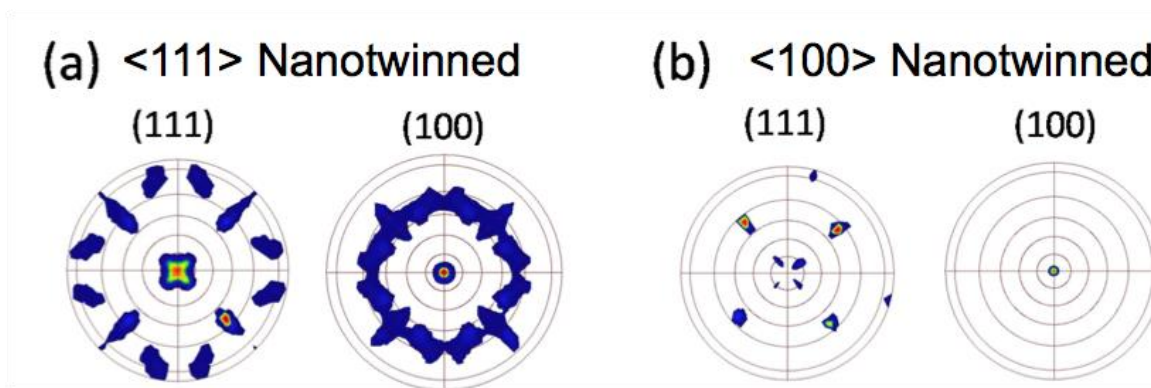 (a) <111> Nanotwinned
(111) (100)
(b) <100> Nanotwinned
(111) (100)